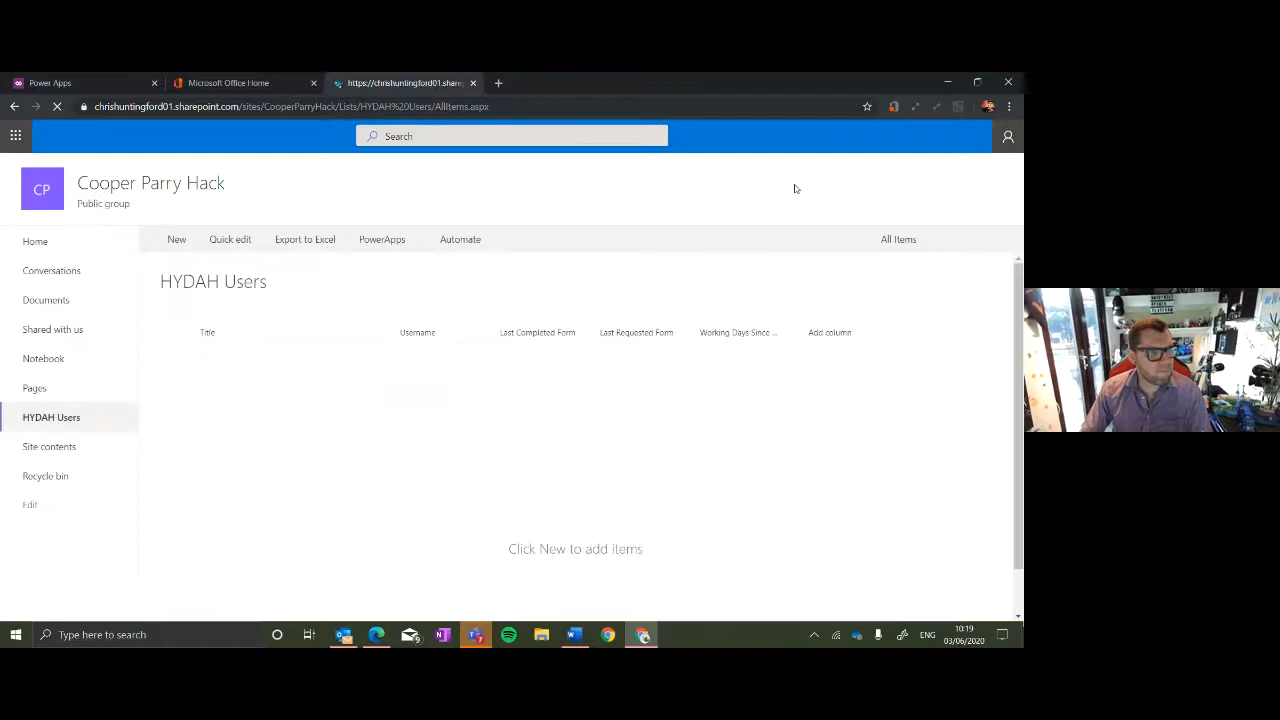 Power Apps
Microsoft Office Home
https://chrishuntingford01.share
chrishuntingford01.sharepoint.com/sites/CooperParryHack/Lists/HYDAH%20Users/AllItems.aspx
Search
CP
Cooper Parry Hack
Public group
Home
Conversations
Documents
Shared with us
Notebook
Pages
HYDAH Users
Site contents
Recycle bin
Edit
New
Quick edit
Export to Excel
PowerApps
Automate
All Items
HYDAH Users
Title
Username
Last Completed Form
Last Requested Form
Working Days Since ...
Add column
Click New to add items
Type here to search
9
7
ENG
10:19
03/06/2020